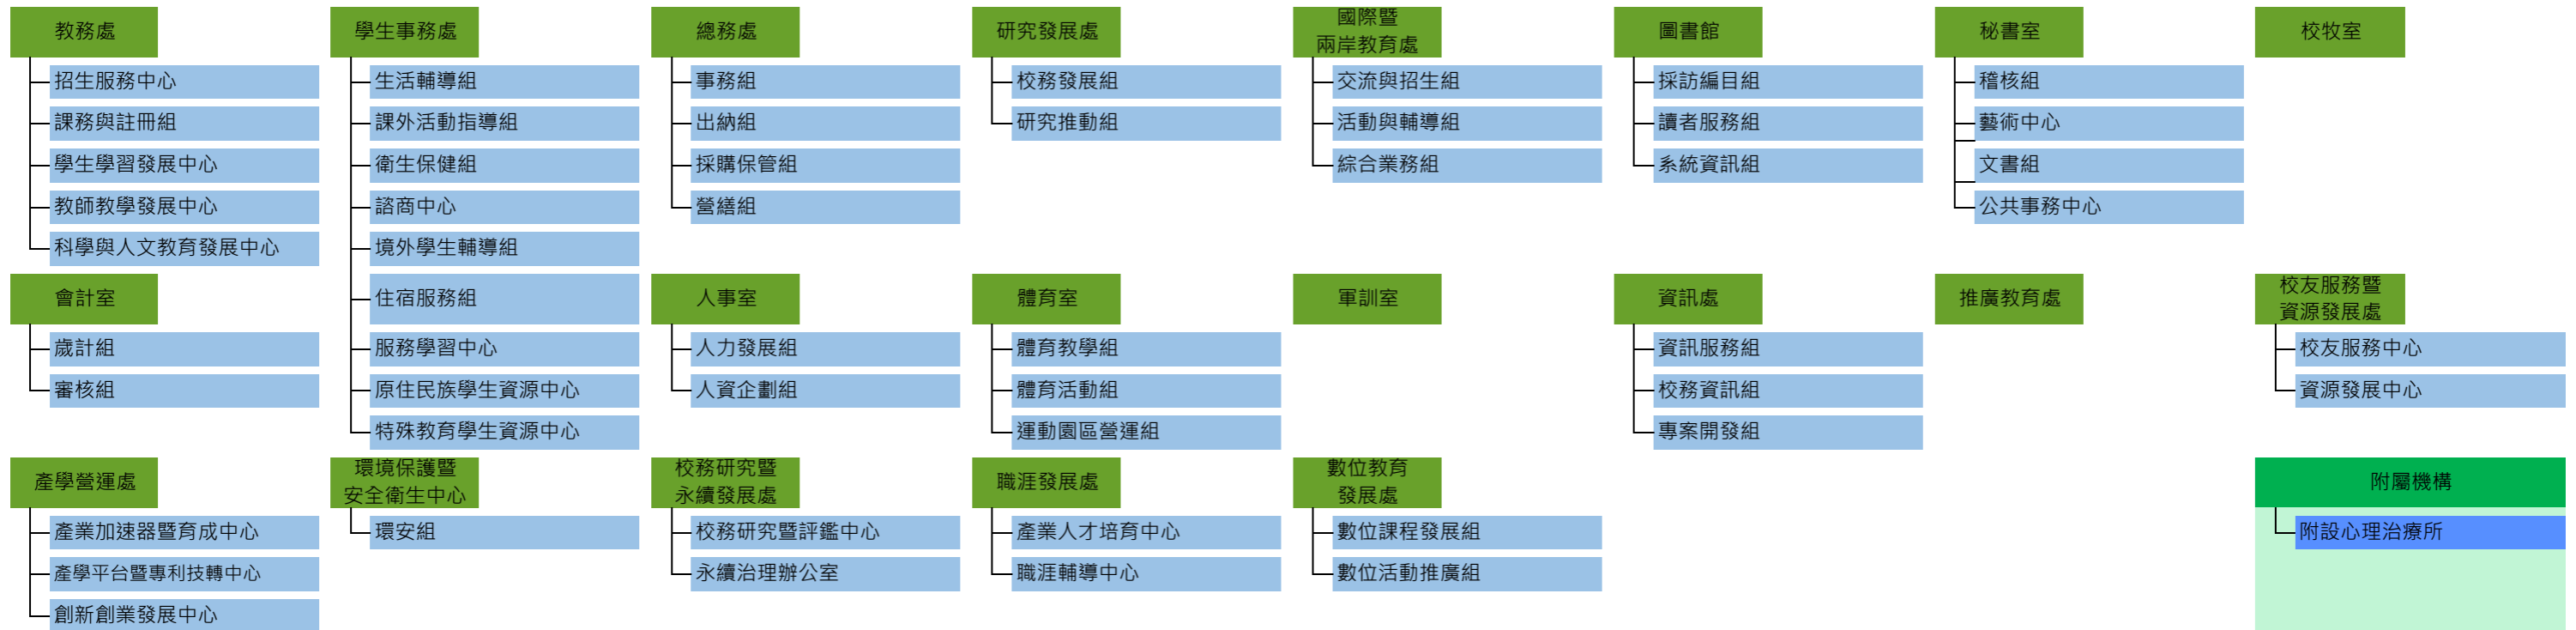 教務處
招生服務中心
課務與註冊組
學生學習發展中心
教師教學發展中心
科學與人文教育發展中心
學生事務處
生活輔導組
課外活動指導組
衛生保健組
諮商中心
境外學生輔導組
住宿服務組
服務學習中心
原住民族學生資源中心
特殊教育學生資源中心
總務處
事務組
出納組
採購保管組
營繕組
研究發展處
校務發展組
研究推動組
國際暨
兩岸教育處
交流與招生組
活動與輔導組
綜合業務組
圖書館
採訪編目組
讀者服務組
系統資訊組
秘書室
稽核組
藝術中心
文書組
公共事務中心
校牧室
會計室
歲計組
審核組
人事室
人力發展組
人資企劃組
體育室
體育教學組
體育活動組
運動園區營運組
軍訓室
資訊處
資訊服務組
校務資訊組
專案開發組
推廣教育處
校友服務暨
資源發展處
校友服務中心
資源發展中心
產學營運處
產業加速器暨育成中心
產學平台暨專利技轉中心
創新創業發展中心
環境保護暨
安全衛生中心
環安組
校務研究暨
永續發展處
校務研究暨評鑑中心
永續治理辦公室
職涯發展處
產業人才培育中心
職涯輔導中心
數位教育
發展處
數位課程發展組
數位活動推廣組
附屬機構
附設心理治療所